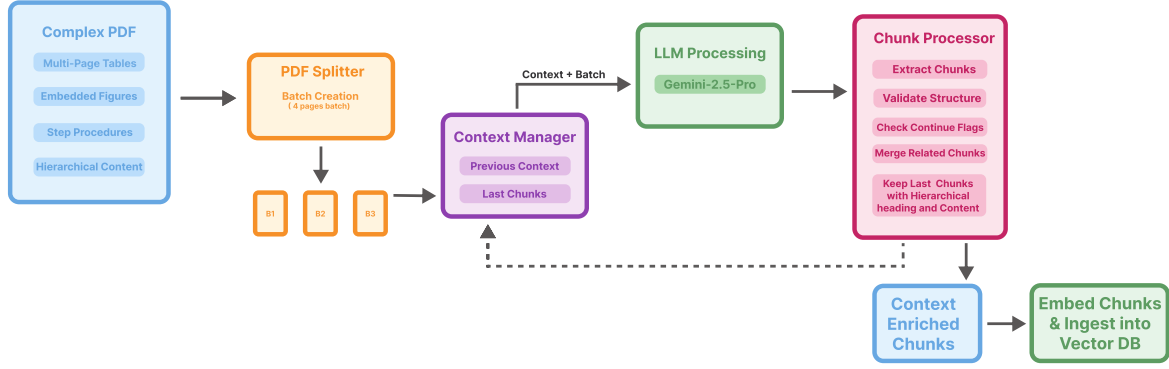 Complex PDF
Multi-Page Tables
Embedded Figures
Step Procedures
Hierarchical Content
PDF Splitter
Batch Creation
( 4 pages batch)
B1
B2
B3
Context Manager
Previous Context
Last Chunks
Context + Batch
LLM Processing
Gemini-2.5-Pro
Chunk Processor
Extract Chunks
Validate Structure
Check Continue Flags
Merge Related Chunks
Keep Last Chunks
with Hierarchical
heading and Content
Context
Enriched
Chunks
Embed Chunks
& Ingest into
Vector DB